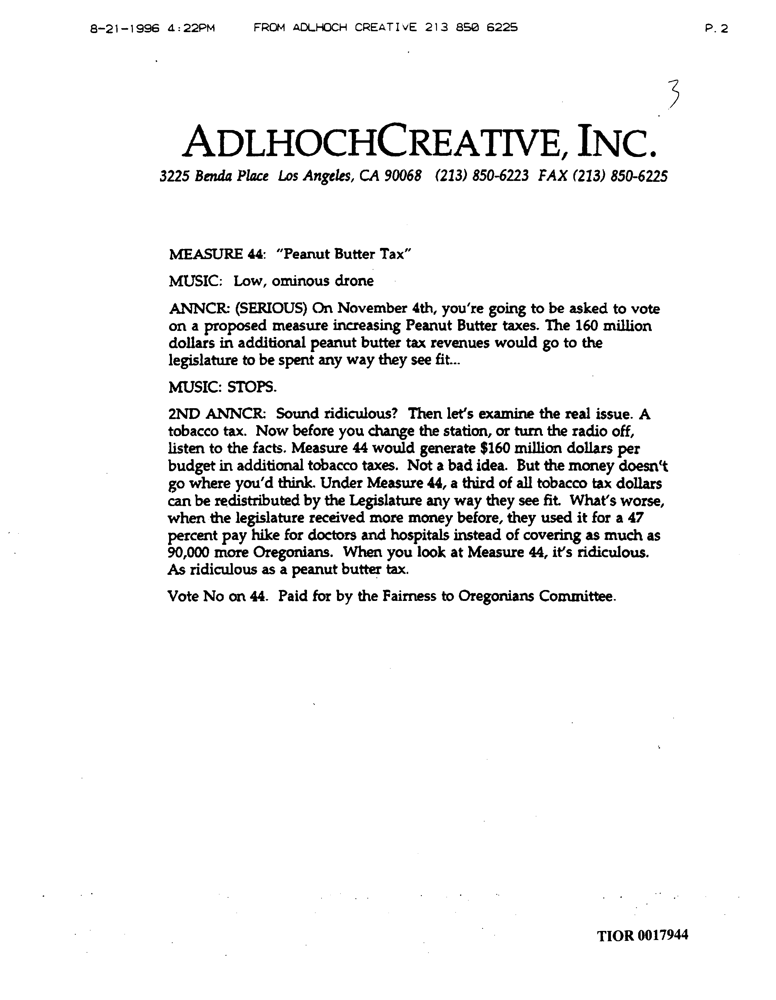 8-21-1996 4:22PM FROM ADLHOCH CREATIVE 213 850 6225 P.2
3
ADLHOCHCREATIVE, INC.
3225 Benda Place Los Angeles, CA 90068 (213) 850-6223 FAX (213) 850-6225
MEASURE 44: "Peanut Butter Tax"
MUSIC: Low, ominous drone
ANNCR: (SERIOUS) On November 4th, you're going to be asked to vote
on a proposed measure increasing Peanut Butter taxes. The 160 million
dollars in additional peanut butter tax revenues would go to the
legislature to be spent any way they see fit...
MUSIC: STOPS.
2ND ANNCR: Sound ridiculous? Then let's examine the real issue. A
tobacco tax. Now before you change the station, or turn the radio off,
listen to the facts. Measure 44 would generate $160 million dollars per
budget in additional tobacco taxes. Not a bad idea. But the money doesn't
go where you'd think. Under Measure 44, a third of all tobacco tax dollars
can be redistributed by the Legislature any way they see fit. What's worse,
when the legislature received more money before, they used it for a 47
percent pay hike for doctors and hospitals instead of covering as much as
90,000 more Oregonians. When you look at Measure 44, it's ridiculous.
As ridiculous as a peanut butter tax.
Vote No on 44. Paid for by the Fairness to Oregonians Committee.
TIOR 0017944